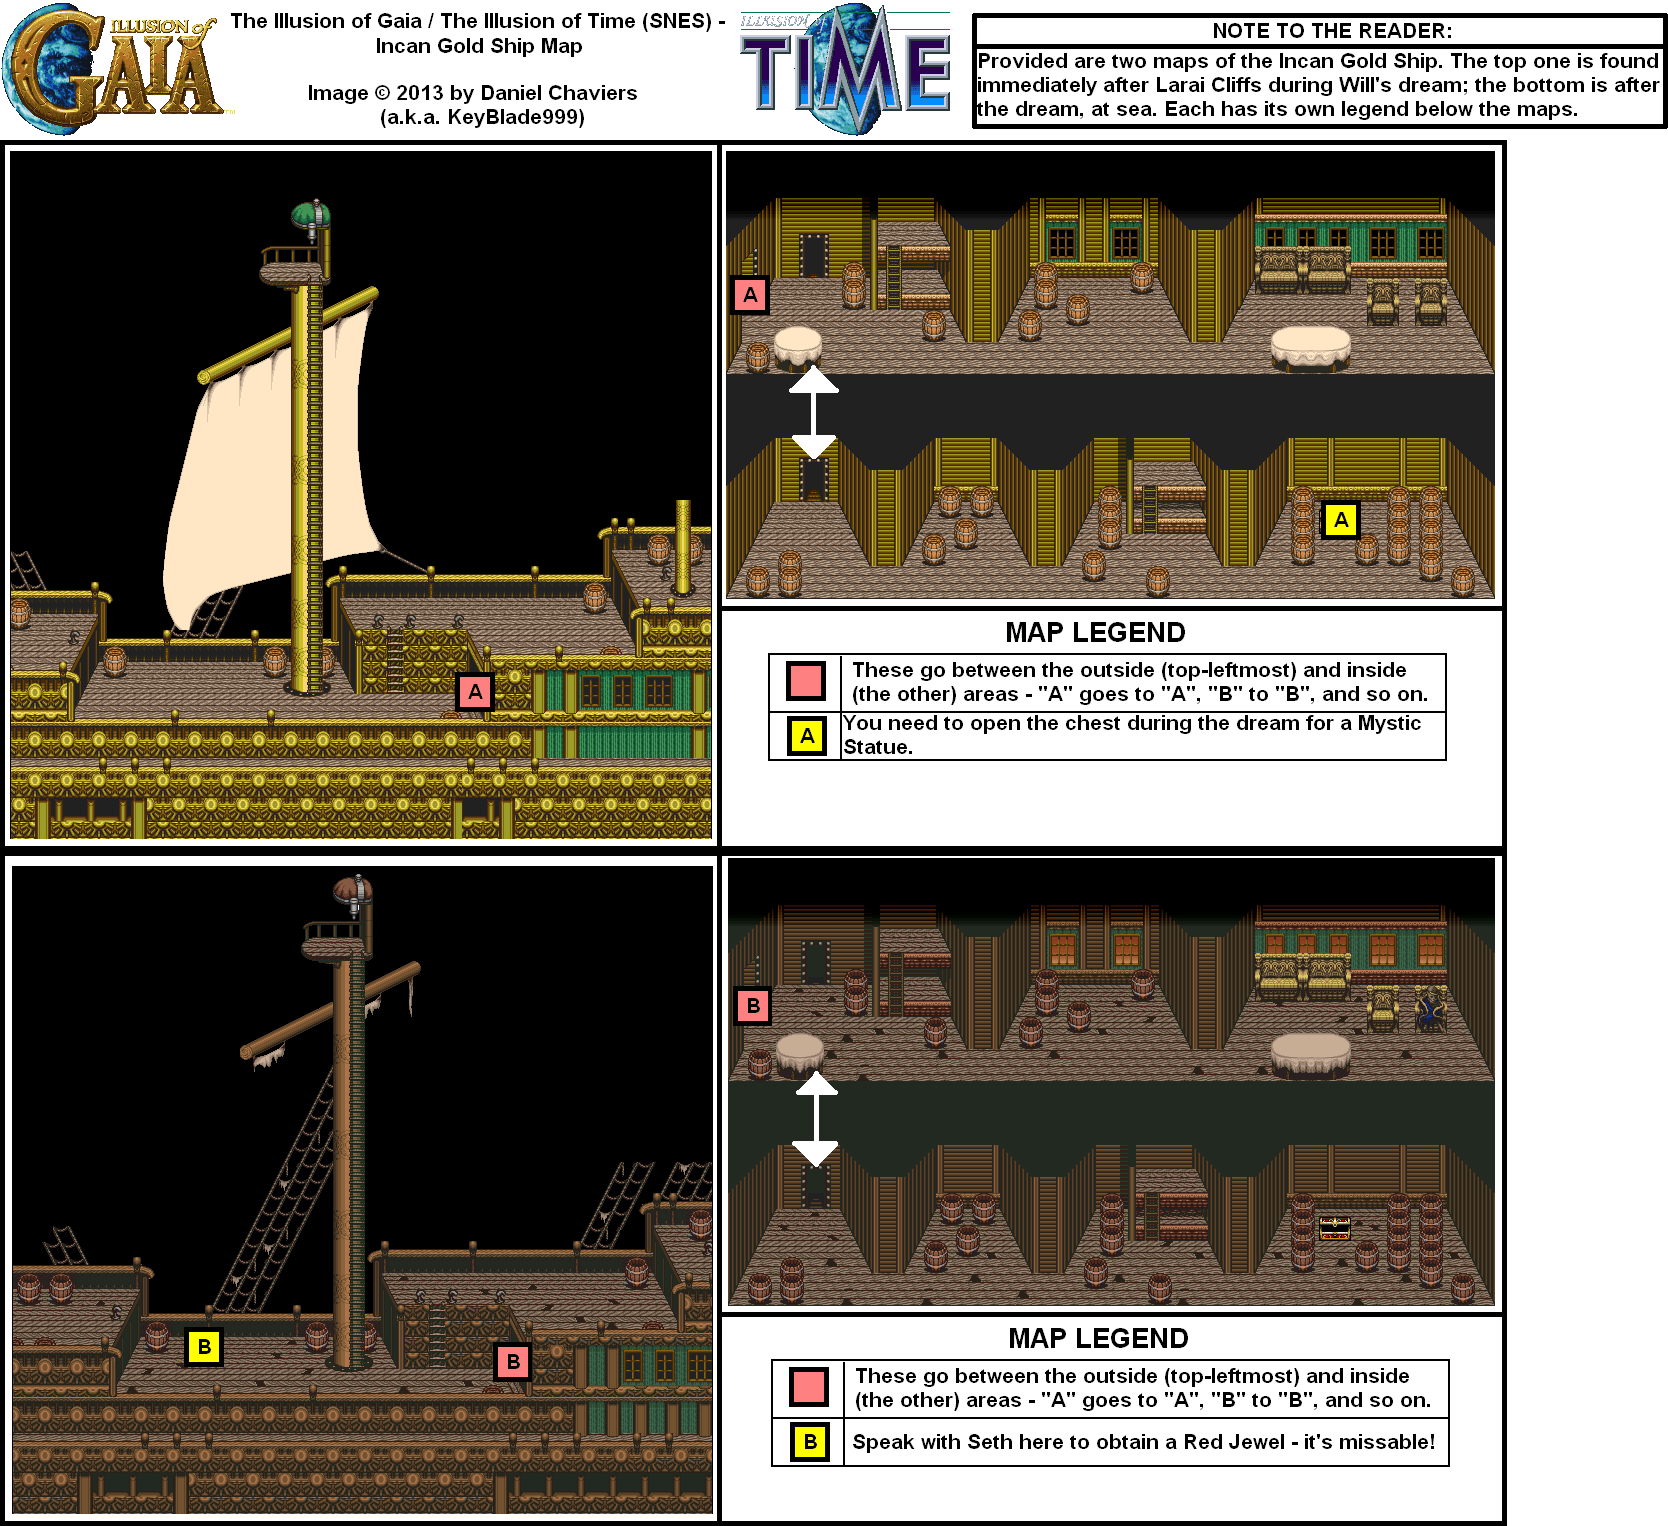 ILLUSION of
GAIA
TM
The Illusion of Gaia / The Illusion of Time (SNES) -
Incan Gold Ship Map
Image © 2013 by Daniel Chaviers
(a.k.a. KeyBlade999)
ILLUSION of
TIME
NOTE TO THE READER:
Provided are two maps of the Incan Gold Ship. The top one is found
immediately after Larai Cliffs during Will's dream; the bottom is after
the dream, at sea. Each has its own legend below the maps.
A
A
A
MAP LEGEND
These go between the outside (top-leftmost) and inside
(the other) areas - "A" goes to "A", "B" to "B", and so on.
A
You need to open the chest during the dream for a Mystic
Statue.
B
B
B
MAP LEGEND
These go between the outside (top-leftmost) and inside
(the other) areas - "A" goes to "A", "B" to "B", and so on.
B
Speak with Seth here to obtain a Red Jewel - it's missable!